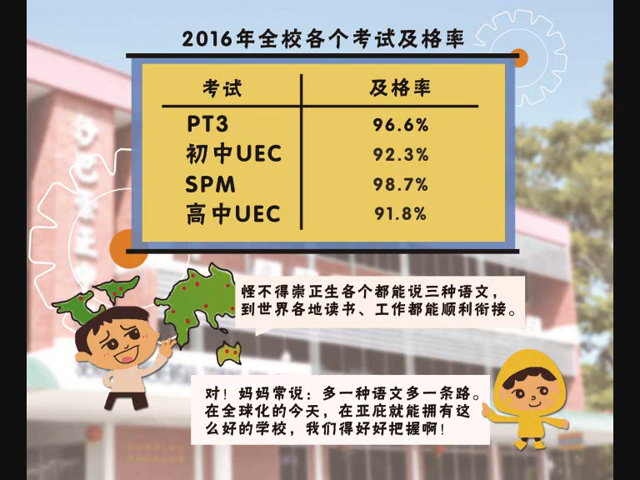 2016年全校各个考试及格率
考试 及格率
PT3 96.6%
初中UEC 92.3%
SPM 98.7%
高中UEC 91.8%
怪不得崇正生各个都能说三种语文，
到世界各地读书、工作都能顺利衔接。
对！妈妈常说：多一种语文多一条路。
在全球化的今天，在亚庇就能拥有这
么好的学校，我们得好好把握啊！